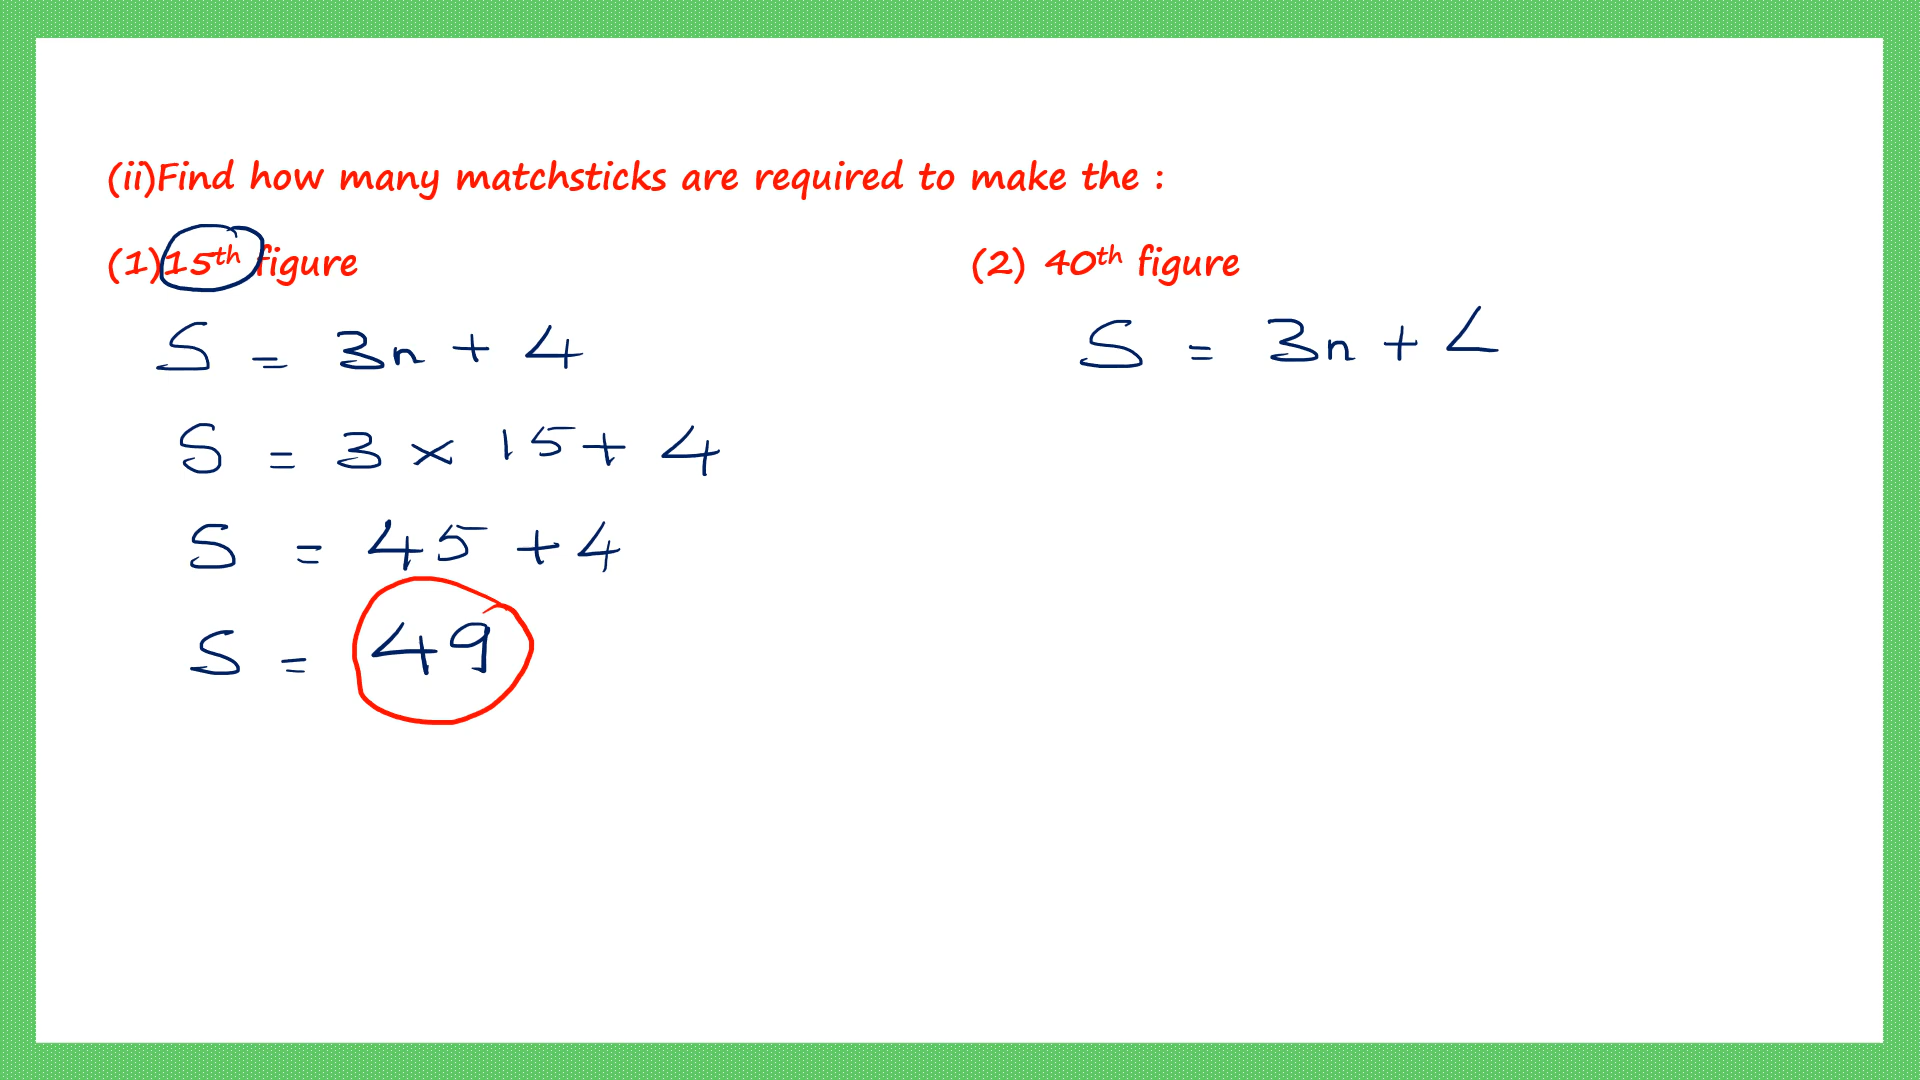 (ii)Find how many matchsticks are required to make the :
(1)15th figure
S = 3n + 4
S = 3 × 15 + 4
S = 45 + 4
S = 49
(2) 40th figure
S = 3n +